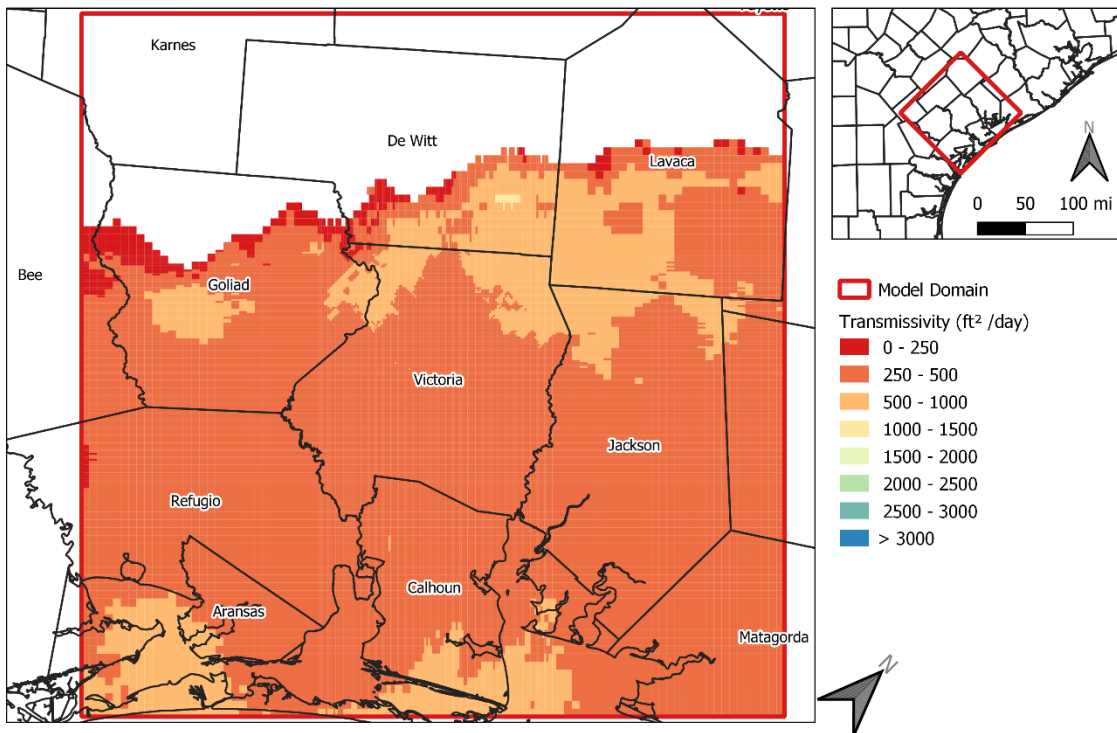 Karnes
De Witt
Lavaca
Bee
Goliad
Victoria
Jackson
Refugio
Calhoun
Aransas
Matagorda
N
N
0 50 100 mi
Model Domain
Transmissivity (ft² /day)
0 - 250
250 - 500
500 - 1000
1000 - 1500
1500 - 2000
2000 - 2500
2500 - 3000
> 3000